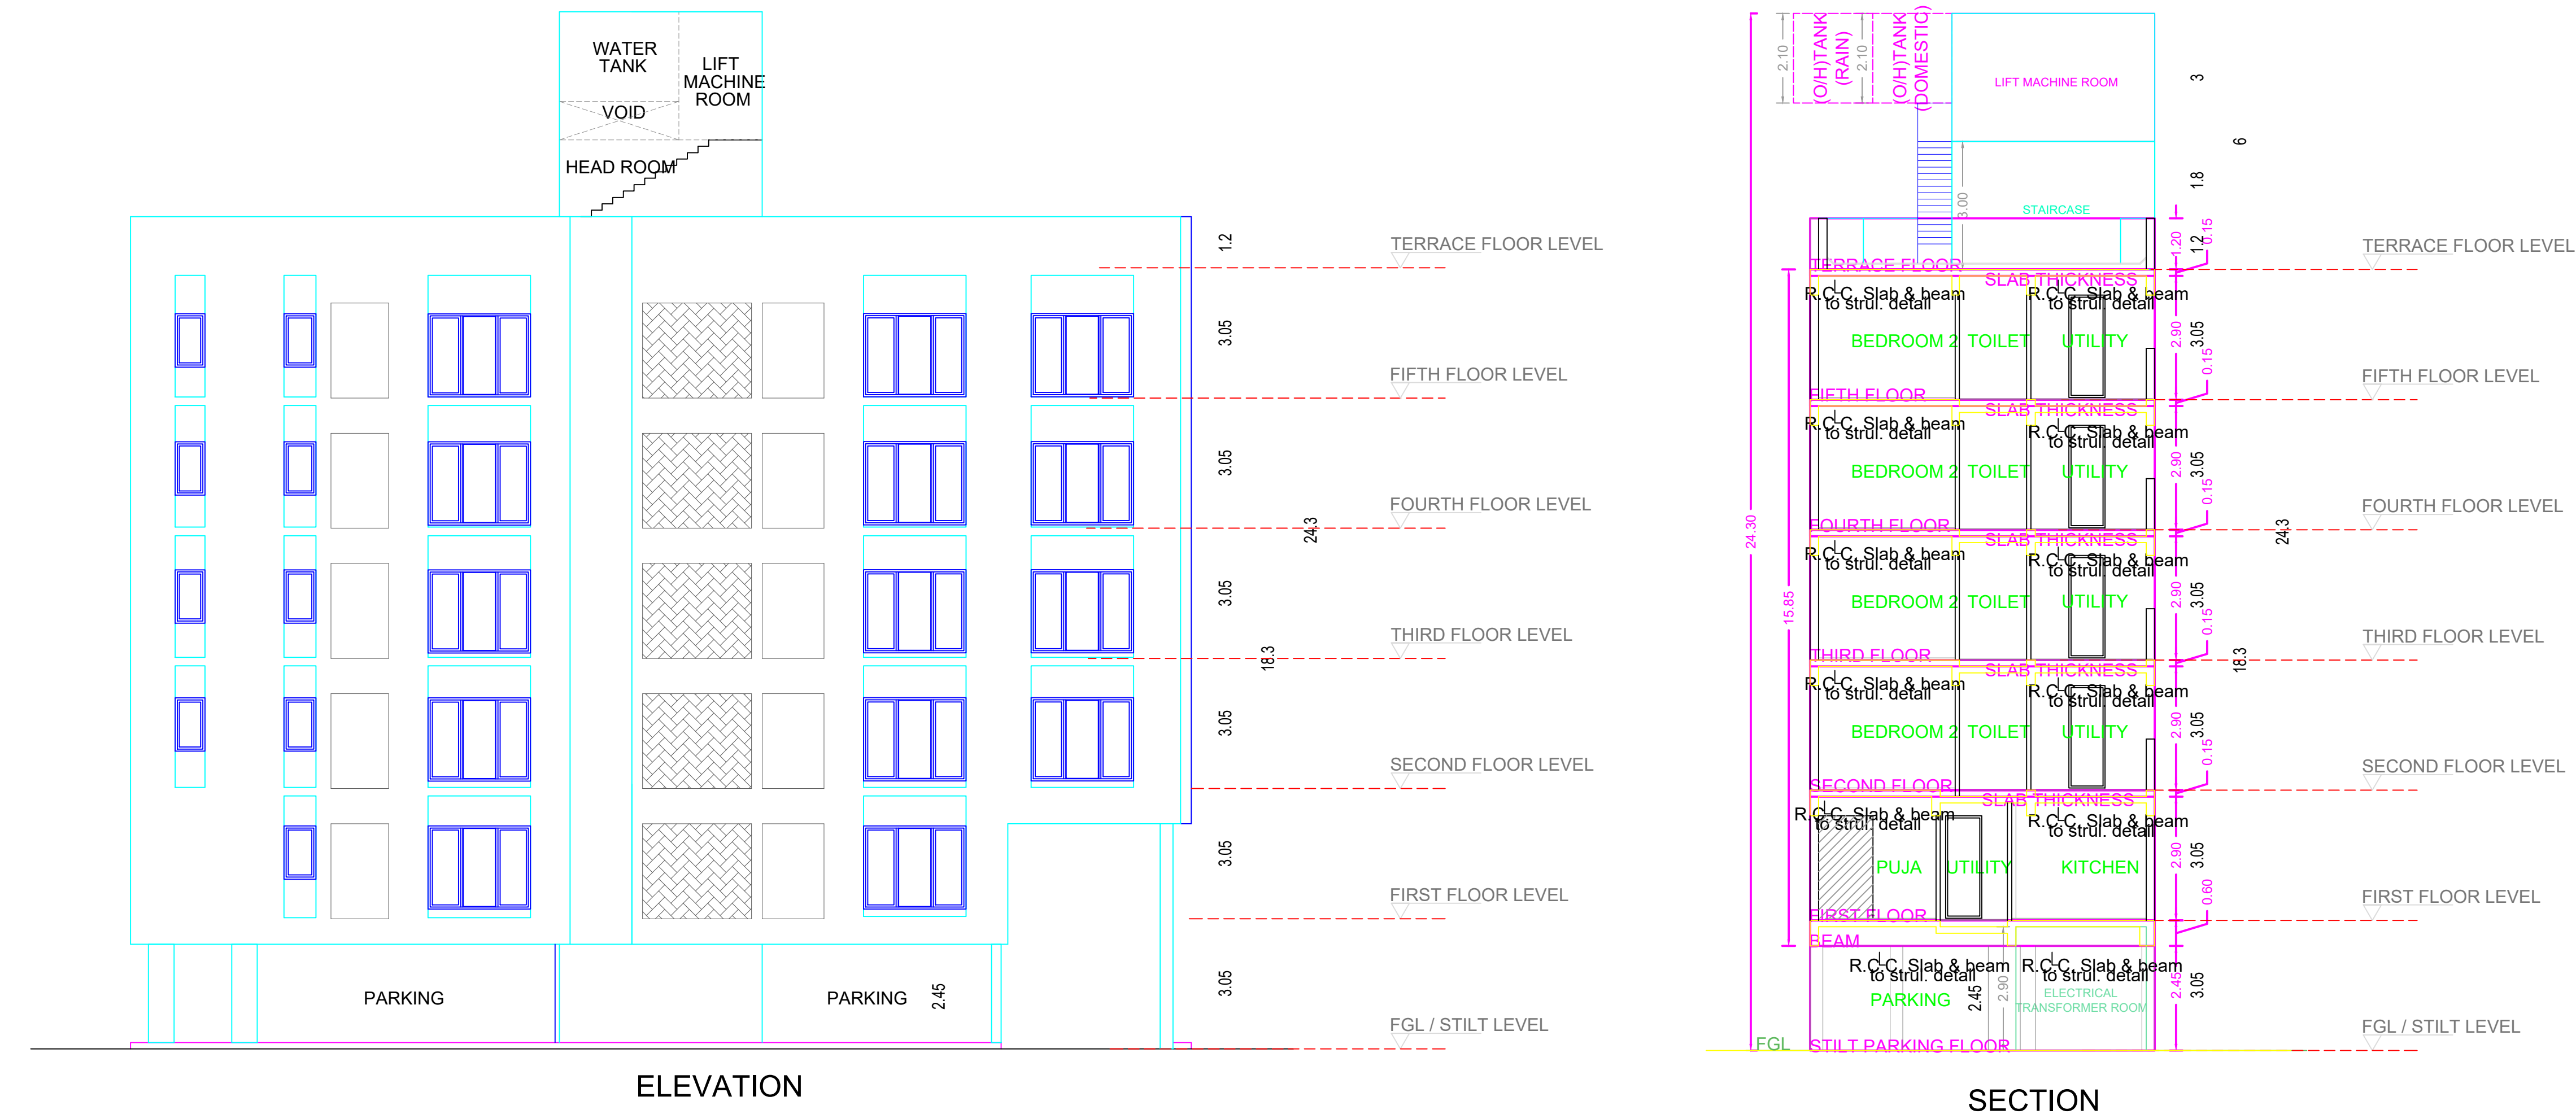 WATER
TANK
LIFT
MACHINE
ROOM
VOID
HEAD ROOM
1.2
TERRACE FLOOR LEVEL
3.05
FIFTH FLOOR LEVEL
3.05
FOURTH FLOOR LEVEL
24.3
3.05
THIRD FLOOR LEVEL
18.3
3.05
SECOND FLOOR LEVEL
3.05
FIRST FLOOR LEVEL
3.05
PARKING
PARKING
2.45
FGL / STILT LEVEL
ELEVATION
2.10
(O/H)TANK
(RAIN)
2.10
(O/H)TANK
(DOMESTIC)
LIFT MACHINE ROOM
3
6
1.8
3.00
STAIRCASE
1.20
1.2
0.15
TERRACE FLOOR LEVEL
TERRACE FLOOR
SLAB THICKNESS
R.C.C. Slab & beam
to strul. detail
R.C.C. Slab & beam
to strul. detail
BEDROOM 2
TOILET
UTILITY
2.90
3.05
0.15
FIFTH FLOOR LEVEL
FIFTH FLOOR
SLAB THICKNESS
R.C.C. Slab & beam
to strul. detail
R.C.C. Slab & beam
to strul. detail
BEDROOM 2
TOILET
UTILITY
2.90
3.05
0.15
FOURTH FLOOR LEVEL
24.30
24.3
FOURTH FLOOR
SLAB THICKNESS
R.C.C. Slab & beam
to strul. detail
R.C.C. Slab & beam
to strul. detail
15.85
BEDROOM 2
TOILET
UTILITY
2.90
3.05
0.15
THIRD FLOOR LEVEL
18.3
THIRD FLOOR
SLAB THICKNESS
R.C.C. Slab & beam
to strul. detail
R.C.C. Slab & beam
to strul. detail
BEDROOM 2
TOILET
UTILITY
2.90
3.05
0.15
SECOND FLOOR LEVEL
SECOND FLOOR
SLAB THICKNESS
R.C.C. Slab & beam
to strul. detail
R.C.C. Slab & beam
to strul. detail
PUJA
UTILITY
KITCHEN
2.90
3.05
0.60
FIRST FLOOR LEVEL
FIRST FLOOR
BEAM
R.C.C. Slab & beam
to strul. detail
R.C.C. Slab & beam
to strul. detail
PARKING
2.45
2.90
ELECTRICAL
TRANSFORMER ROOM
2.45
3.05
FGL / STILT LEVEL
FGL
STILT PARKING FLOOR
SECTION